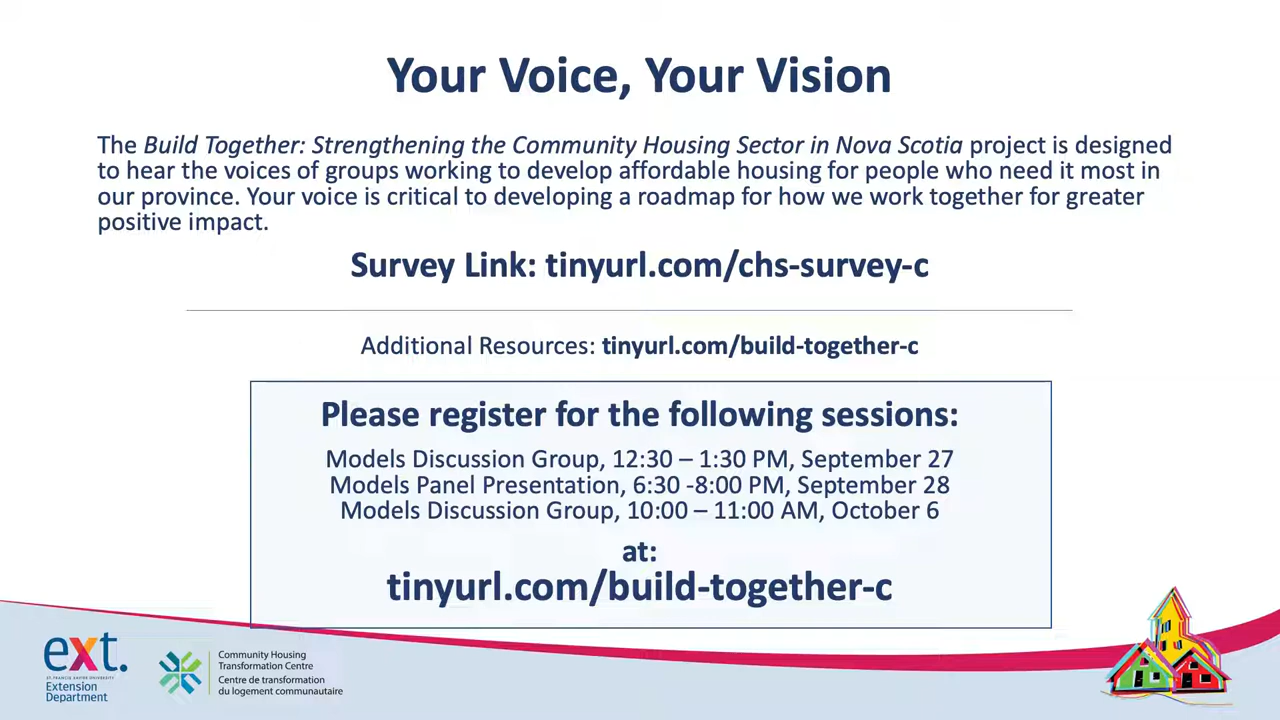 Your Voice, Your Vision
The Build Together: Strengthening the Community Housing Sector in Nova Scotia project is designed
to hear the voices of groups working to develop affordable housing for people who need it most in
our province. Your voice is critical to developing a roadmap for how we work together for greater
positive impact.
Survey Link: tinyurl.com/chs-survey-c
Additional Resources: tinyurl.com/build-together-c
Please register for the following sessions:
Models Discussion Group, 12:30 – 1:30 PM, September 27
Models Panel Presentation, 6:30 -8:00 PM, September 28
Models Discussion Group, 10:00 – 11:00 AM, October 6
at:
tinyurl.com/build-together-c
ext.
ST. FRANCIS XAVIER UNIVERSITY
Extension
Department
Community Housing
Transformation Centre
Centre de transformation
du logement communautaire